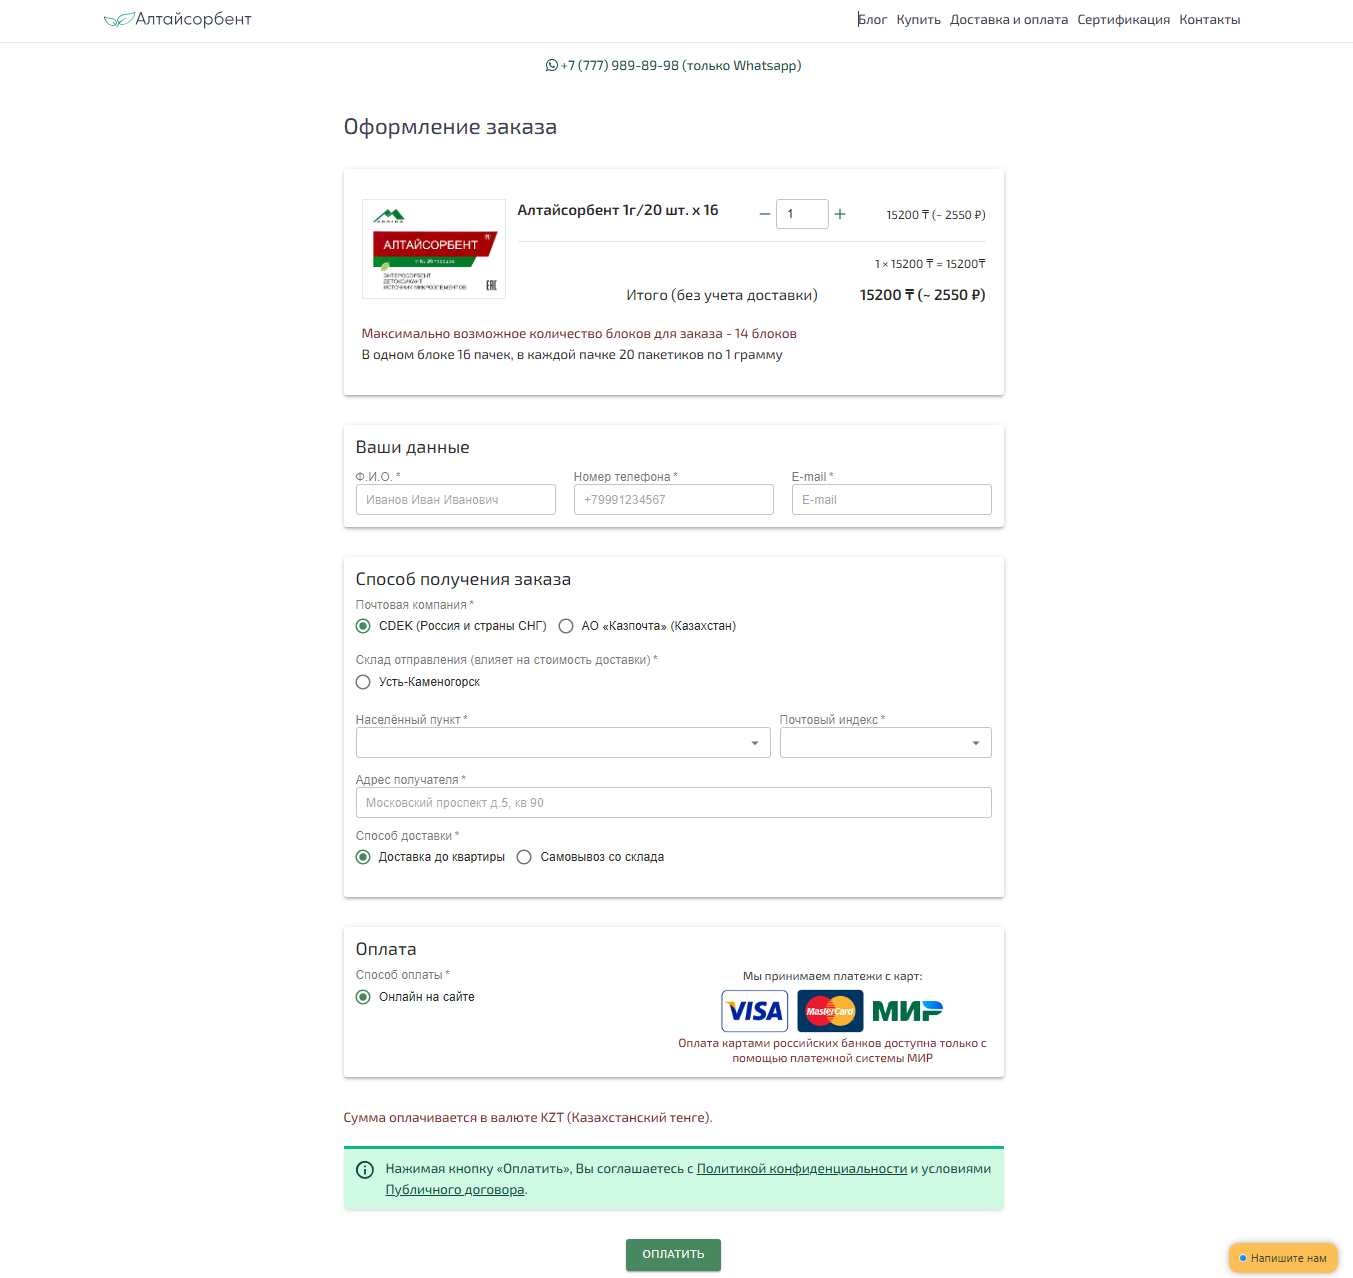 Алтайсорбент
Блог Купить Доставка и оплата Сертификация Контакты
+7 (777) 989-89-98 (только Whatsapp)
Оформление заказа
АЛТАЙСОРБЕНТ ®
ЭНТЕРОСОРБЕНТ
ДЕТОКСИКАНТ
ИСТОЧНИК МИКРОЭЛЕМЕНТОВ
EAC
Алтайсорбент 1г/20 шт. x 16
1
15200 ₸ (~ 2550 ₽)
1 × 15200 ₸ = 15200₸
Итого (без учета доставки) 15200 ₸ (~ 2550 ₽)
Максимально возможное количество блоков для заказа - 14 блоков
В одном блоке 16 пачек, в каждой пачке 20 пакетиков по 1 грамму
Ваши данные
Ф.И.О. * Номер телефона * E-mail *
Иванов Иван Иванович +79991234567 E-mail
Способ получения заказа
Почтовая компания *
CDEK (Россия и страны СНГ) АО «Казпочта» (Казахстан)
Склад отправления (влияет на стоимость доставки) *
Усть-Каменогорск
Населённый пункт * Почтовый индекс *
Адрес получателя *
Московский проспект д.5, кв 90
Способ доставки *
Доставка до квартиры Самовывоз со склада
Оплата
Способ оплаты *
Онлайн на сайте
Мы принимаем платежи с карт:
VISA MasterCard МИР
Оплата картами российских банков доступна только с
помощью платежной системы МИР
Сумма оплачивается в валюте KZT (Казахстанский тенге).
Нажимая кнопку «Оплатить», Вы соглашаетесь с Политикой конфиденциальности и условиями
Публичного договора.
ОПЛАТИТЬ
Напишите нам